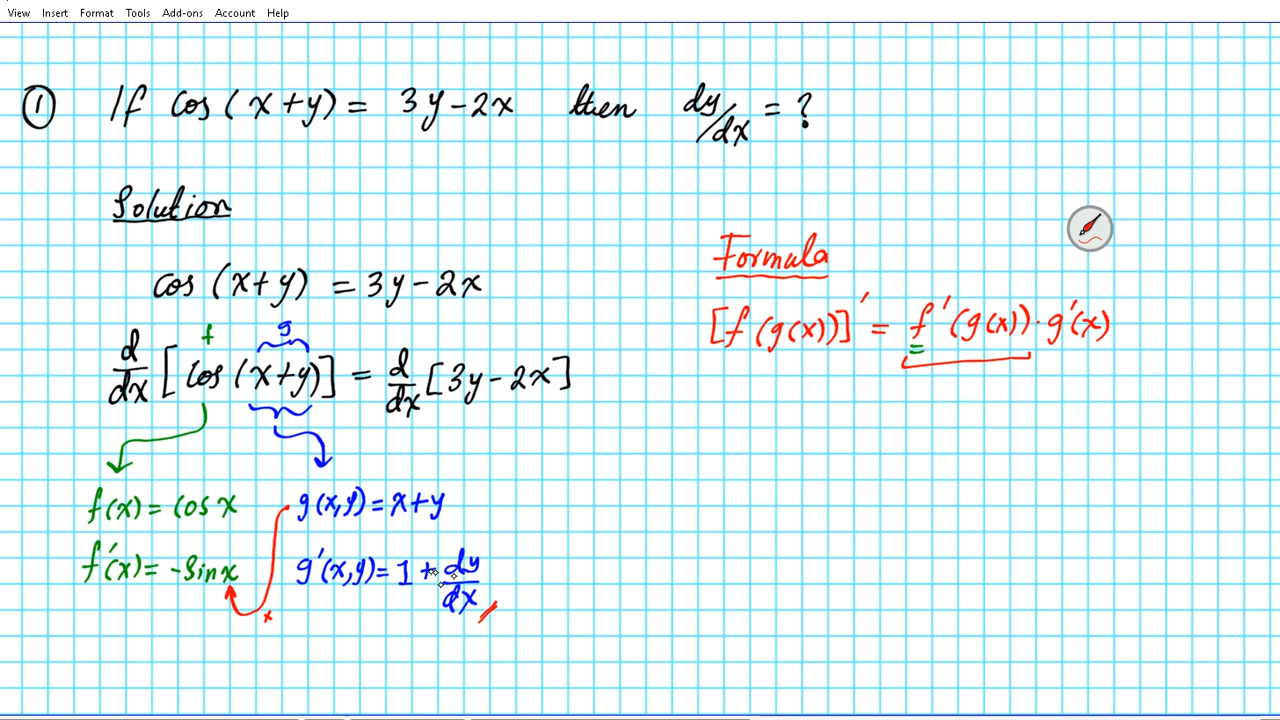 View Insert Format Tools Add-ons Account Help
① If cos(x+y) = 3y-2x then dy/dx = ?
Solution
Formula
cos (x+y) = 3y-2x
[f(g(x))]' = f'(g(x))·g'(x)
f g
d/dx [cos (x+y)] = d/dx [3y-2x]
f(x) = cos x g(x,y) = x+y
f'(x) = -sinx g'(x,y) = 1 + dy/dx